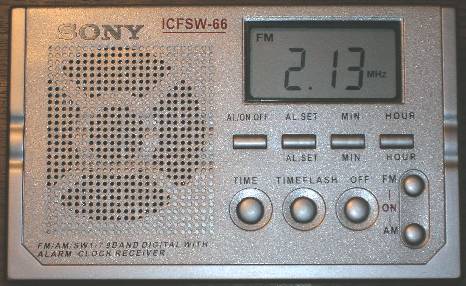 SONY ICFSW-66
FM
2.13 MHz
AL/ON OFF AL.SET MIN HOUR
AL.SET MIN HOUR
TIME TIMEFLASH OFF FM
ON
AM
FM/AM/SW1-7 9BAND DIGITAL WITH
ALARM CLOCK RECEIVER